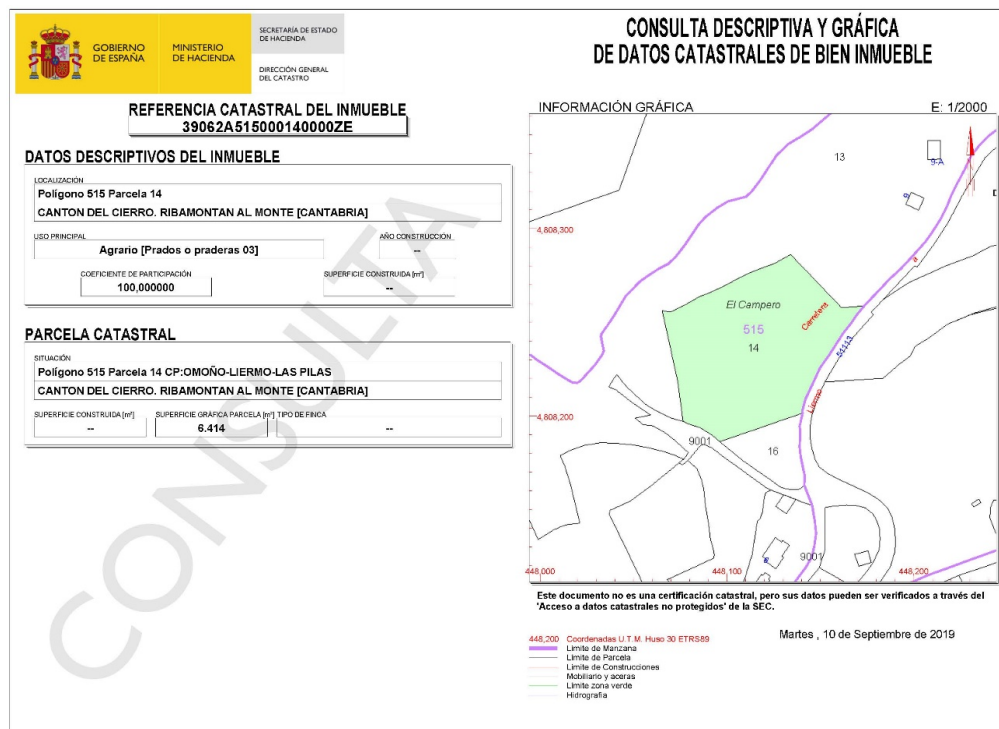 GOBIERNO
DE ESPAÑA
MINISTERIO
DE HACIENDA
SECRETARÍA DE ESTADO
DE HACIENDA
DIRECCIÓN GENERAL
DEL CATASTRO
CONSULTA DESCRIPTIVA Y GRÁFICA
DE DATOS CATASTRALES DE BIEN INMUEBLE
REFERENCIA CATASTRAL DEL INMUEBLE
39062A515000140000ZE
DATOS DESCRIPTIVOS DEL INMUEBLE
LOCALIZACIÓN
Polígono 515 Parcela 14
CANTON DEL CIERRO. RIBAMONTAN AL MONTE [CANTABRIA]
USO PRINCIPAL
Agrario [Prados o praderas 03]
AÑO CONSTRUCCION
--
COEFICIENTE DE PARTICIPACIÓN
100,000000
SUPERFICIE CONSTRUIDA [m²]
--
PARCELA CATASTRAL
SITUACIÓN
Polígono 515 Parcela 14 CP:OMOÑO-LIERMO-LAS PILAS
CANTON DEL CIERRO. RIBAMONTAN AL MONTE [CANTABRIA]
SUPERFICIE CONSTRUIDA [m²]
--
SUPERFICIE GRÁFICA PARCELA [m²]
6.414
TIPO DE FINCA
--
CONSULTA
INFORMACIÓN GRÁFICA
E: 1/2000
13
9-A
4,808,300
a
El Campero
515
14
Carretera
51113
Liermo
4,808,200
9001
16
9001
448,000
448,100
448,200
Este documento no es una certificación catastral, pero sus datos pueden ser verificados a través del
'Acceso a datos catastrales no protegidos' de la SEC.
448,200 Coordenadas U.T.M. Huso 30 ETRS89
Límite de Manzana
Límite de Parcela
Límite de Construcciones
Mobiliario y aceras
Límite zona verde
Hidrografía
Martes , 10 de Septiembre de 2019